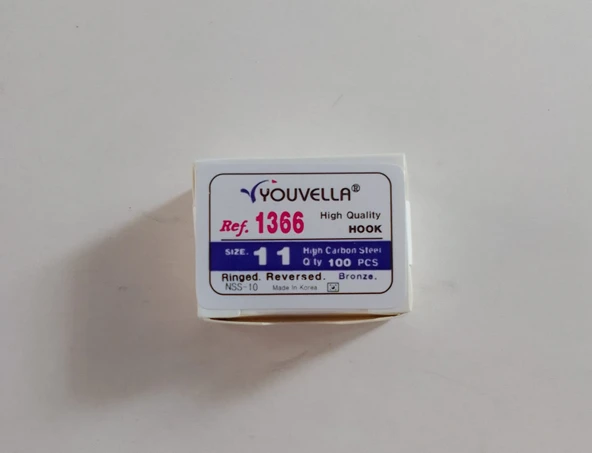 YOUVELLA®
Ref. 1366 High Quality HOOK
SIZE. 11 High Carbon Steel
Q'ty 100 PCS
Ringed. Reversed. Bronze.
NSS-10 Made In Korea